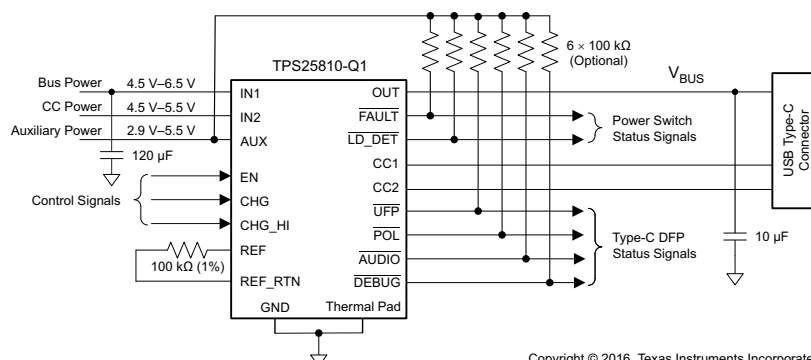 TPS25810-Q1
6 × 100 kΩ
(Optional)
VBUS
Bus Power 4.5 V–6.5 V
CC Power 4.5 V–5.5 V
Auxiliary Power 2.9 V–5.5 V
120 µF
Control Signals
100 kΩ (1%)
IN1
IN2
AUX
EN
CHG
CHG_HI
REF
REF_RTN
GND
Thermal Pad
OUT
FAULT
LD_DET
CC1
CC2
UFP
POL
AUDIO
DEBUG
Power Switch
Status Signals
Type-C DFP
Status Signals
10 µF
USB Type-C
Connector
Copyright © 2016, Texas Instruments Incorporate